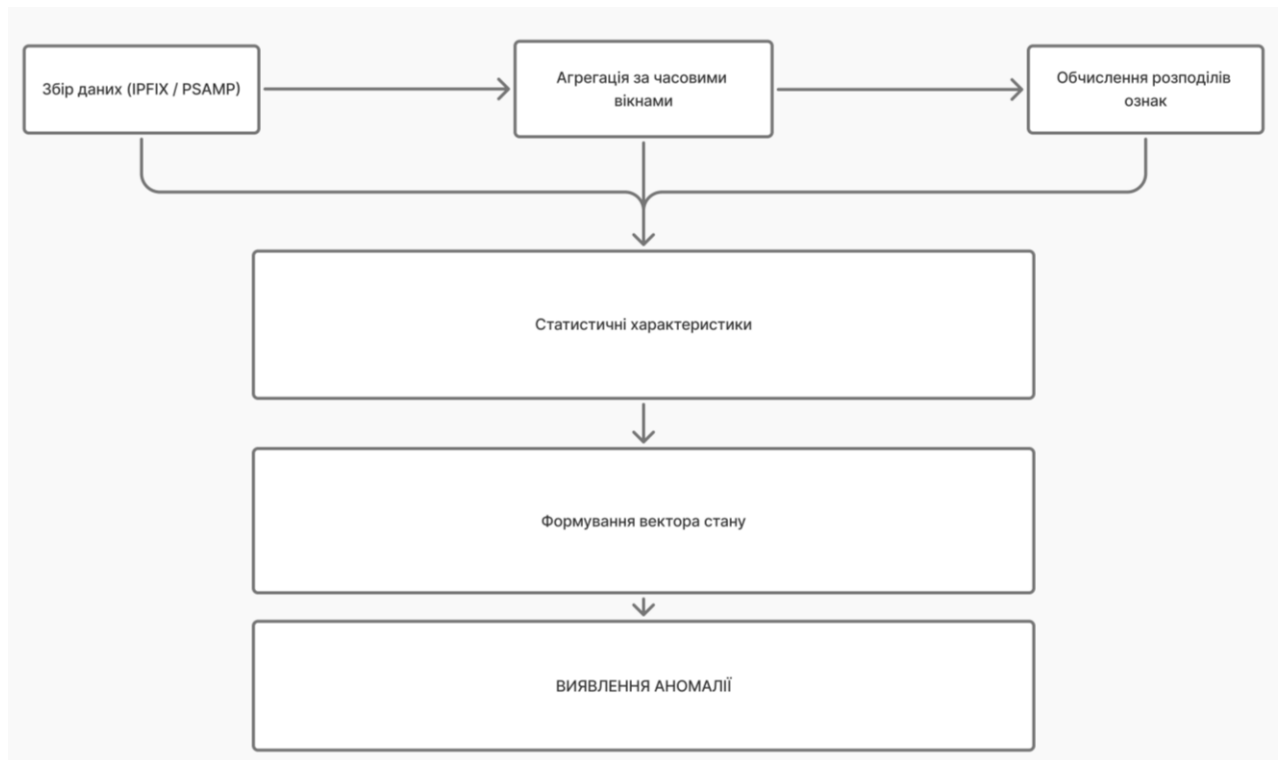 Збір даних (IPFIX / PSAMP)
Агрегація за часовими
вікнами
Обчислення розподілів
ознак
Статистичні характеристики
Формування вектора стану
ВИЯВЛЕННЯ АНОМАЛІЇ